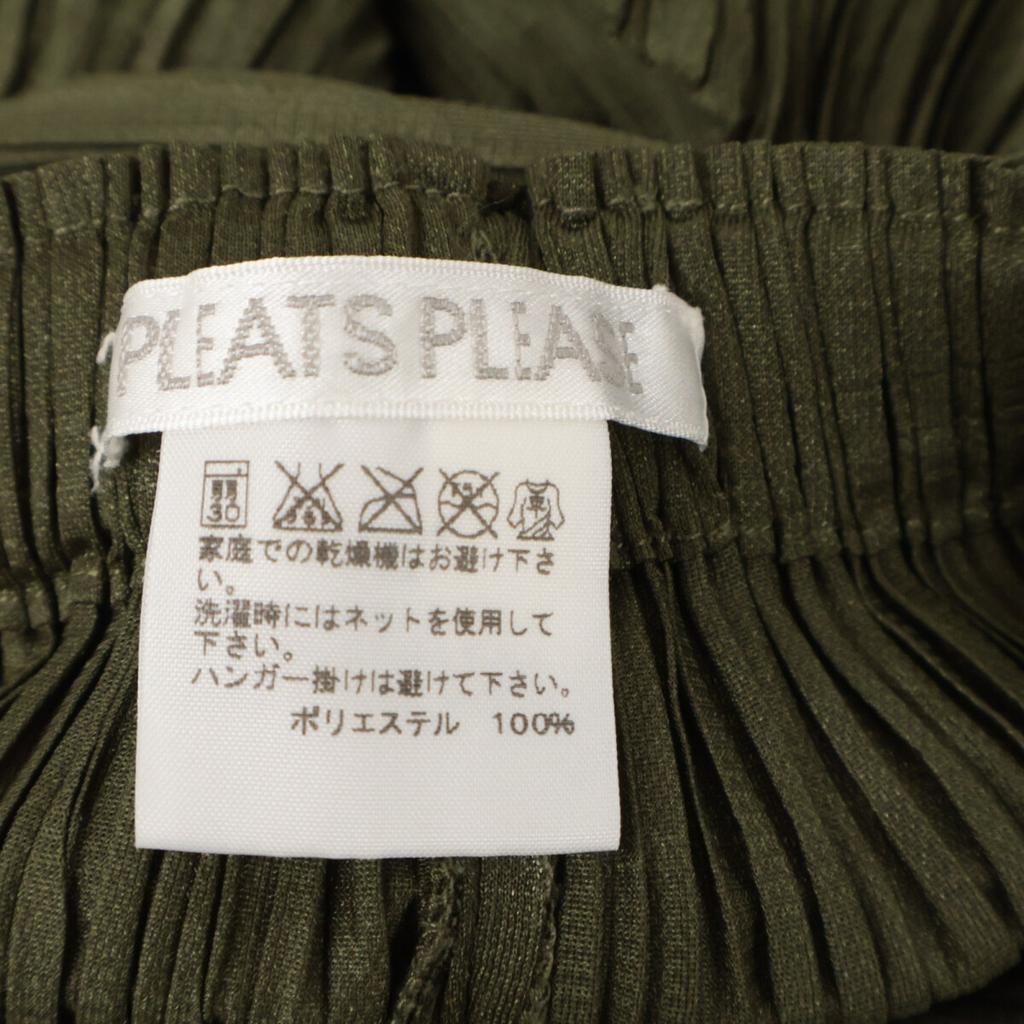 PLEATS PLEASE
弱
30
家庭での乾燥機はお避け下さ
い。
洗濯時にはネットを使用して
下さい。
ハンガー掛けは避けて下さい。
ポリエステル 100%